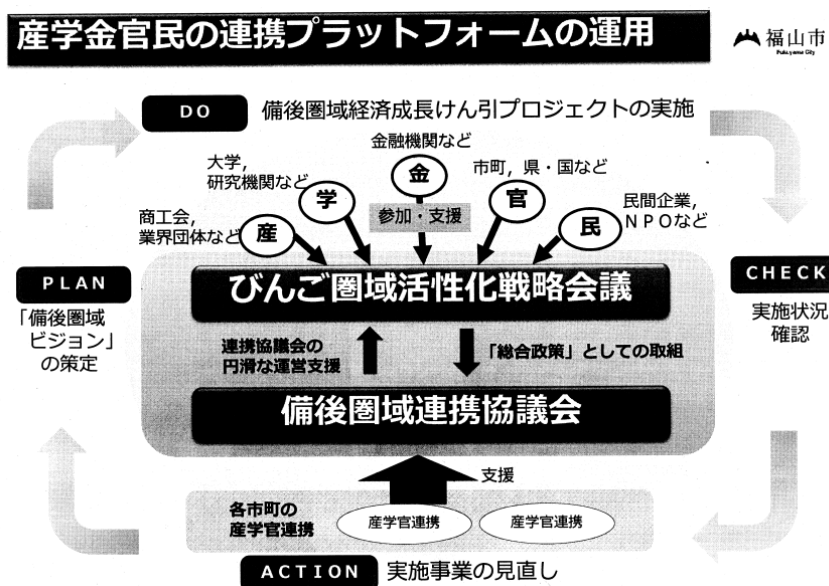 産学金官民の連携プラットフォームの運用
福山市
Fukuyama City
DO
備後圏域経済成長けん引プロジェクトの実施
金融機関など
大学,
研究機関など
市町,県・国など
商工会,
業界団体など
民間企業,
NPOなど
産
学
金
官
民
参加・支援
びんご圏域活性化戦略会議
PLAN
「備後圏域
ビジョン」
の策定
CHECK
実施状況
確認
連携協議会の
円滑な運営支援
「総合政策」としての取組
備後圏域連携協議会
支援
各市町の
産学官連携
産学官連携
産学官連携
ACTION
実施事業の見直し